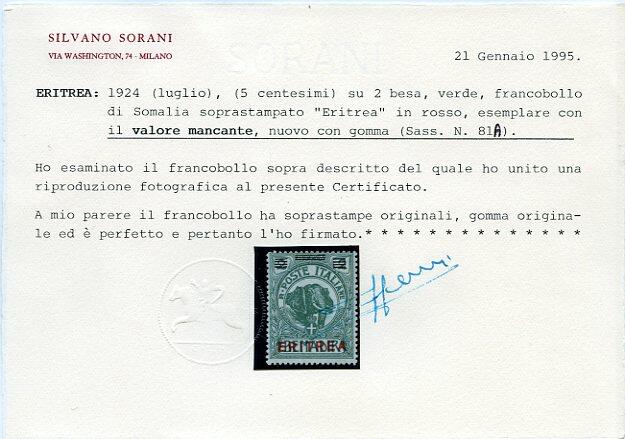 SILVANO SORANI
VIA WASHINGTON, 74 - MILANO
SORANI
21 Gennaio 1995.
ERITREA: 1924 (luglio), (5 centesimi) su 2 besa, verde, francobollo
di Somalia soprastampato "Eritrea" in rosso, esemplare con
il valore mancante, nuovo con gomma (Sass. N. 81A).
Ho esaminato il francobollo sopra descritto del quale ho unito una
riproduzione fotografica al presente Certificato.
A mio parere il francobollo ha soprastampe originali, gomma origina-
le ed è perfetto e pertanto l'ho firmato.* * * * * * * * * * * * * *
POSTE ITALIANE
ERITREA